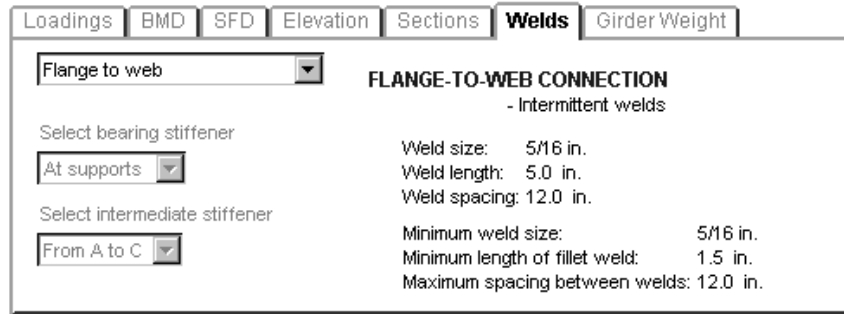 Loadings BMD SFD Elevation Sections Welds Girder Weight
Flange to web
Select bearing stiffener
At supports
Select intermediate stiffener
From A to C
FLANGE-TO-WEB CONNECTION
- Intermittent welds
Weld size: 5/16 in.
Weld length: 5.0 in.
Weld spacing: 12.0 in.
Minimum weld size: 5/16 in.
Minimum length of fillet weld: 1.5 in.
Maximum spacing between welds: 12.0 in.